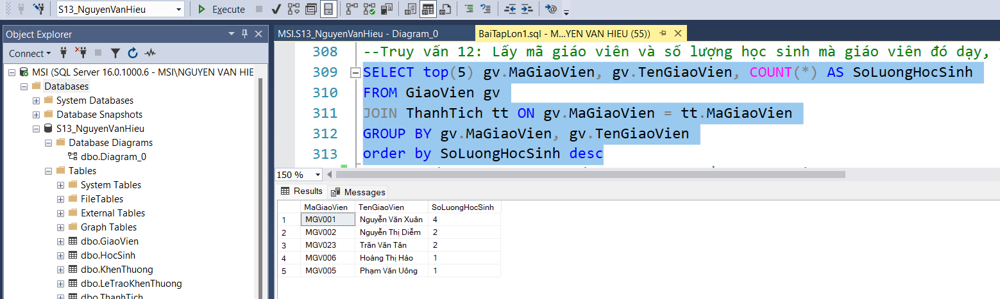 S13_NguyenVanHieu
Execute
Object Explorer
Connect
MSI (SQL Server 16.0.1000.6 - MSI\NGUYEN VAN HIE
Databases
System Databases
Database Snapshots
S13_NguyenVanHieu
Database Diagrams
dbo.Diagram_0
Tables
System Tables
FileTables
External Tables
Graph Tables
dbo.GiaoVien
dbo.HocSinh
dbo.KhenThuong
dbo.LeTraoKhenThuong
dbo.ThanhTich
MSI.S13_NguyenVanHieu - Diagram_0
BaiTapLon1.sql - M...YEN VAN HIEU (55))
308 --Truy vấn 12: Lấy mã giáo viên và số lượng học sinh mà giáo viên đó dạy,
309 SELECT top(5) gv.MaGiaoVien, gv.TenGiaoVien, COUNT(*) AS SoLuongHocSinh
310 FROM GiaoVien gv
311 JOIN ThanhTich tt ON gv.MaGiaoVien = tt.MaGiaoVien
312 GROUP BY gv.MaGiaoVien, gv.TenGiaoVien
313 order by SoLuongHocSinh desc
150 %
Results Messages
MaGiaoVien TenGiaoVien SoLuongHocSinh
1 MGV001 Nguyễn Văn Xuân 4
2 MGV002 Nguyễn Thị Diễm 2
3 MGV023 Trần Văn Tân 2
4 MGV006 Hoàng Thị Hảo 1
5 MGV005 Phạm Văn Uông 1